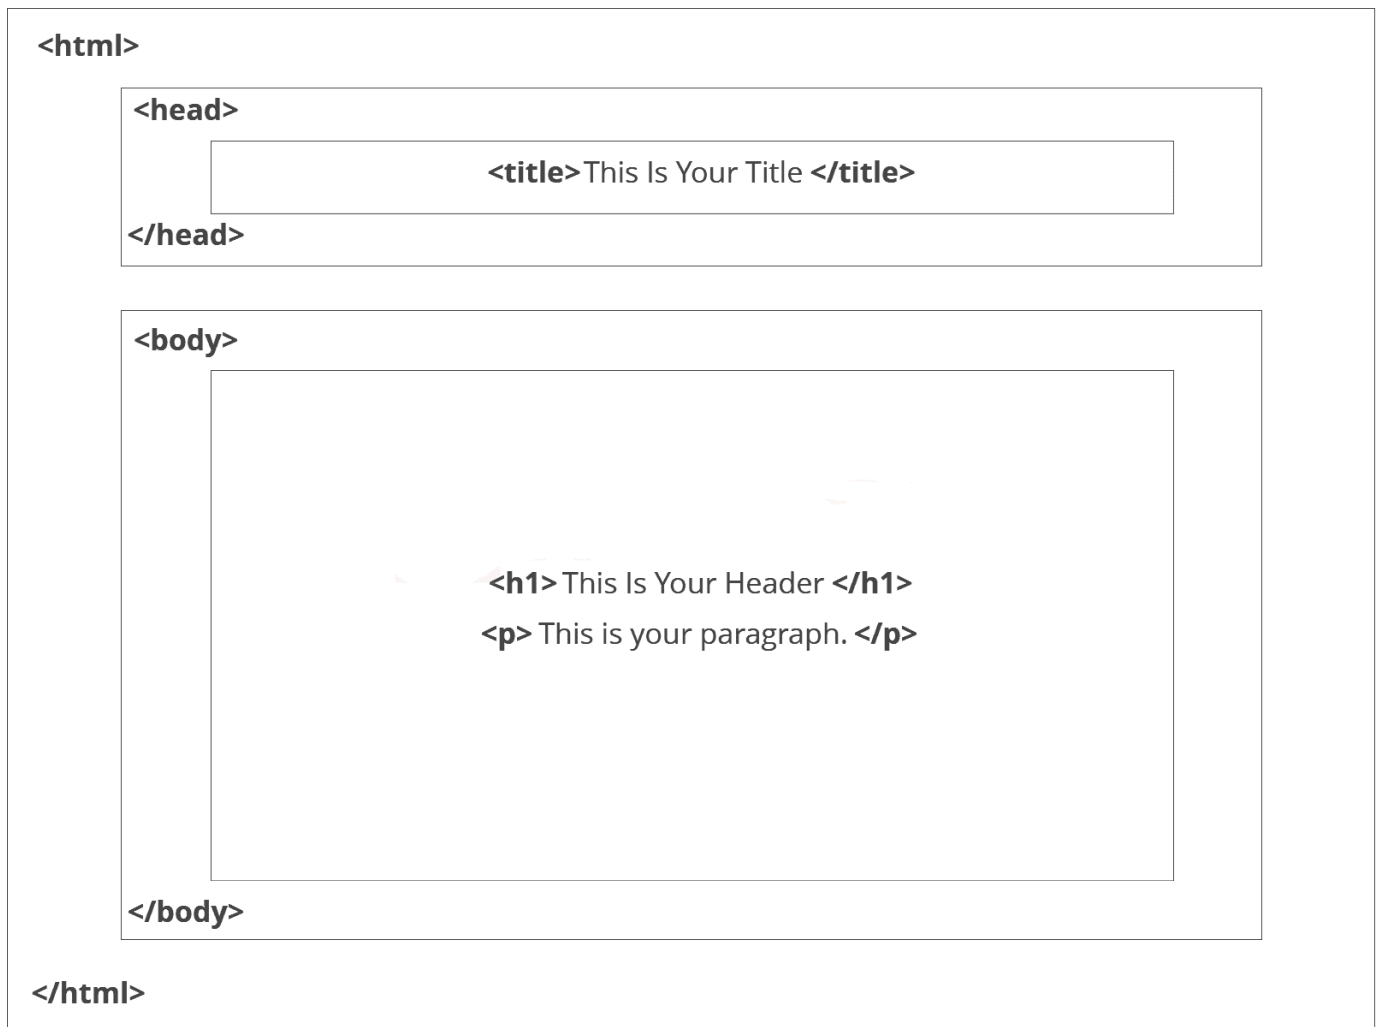 <html>
<head>
<title>This Is Your Title </title>
</head>
<body>
<h1> This Is Your Header </h1>
<p> This is your paragraph. </p>
</body>
</html>